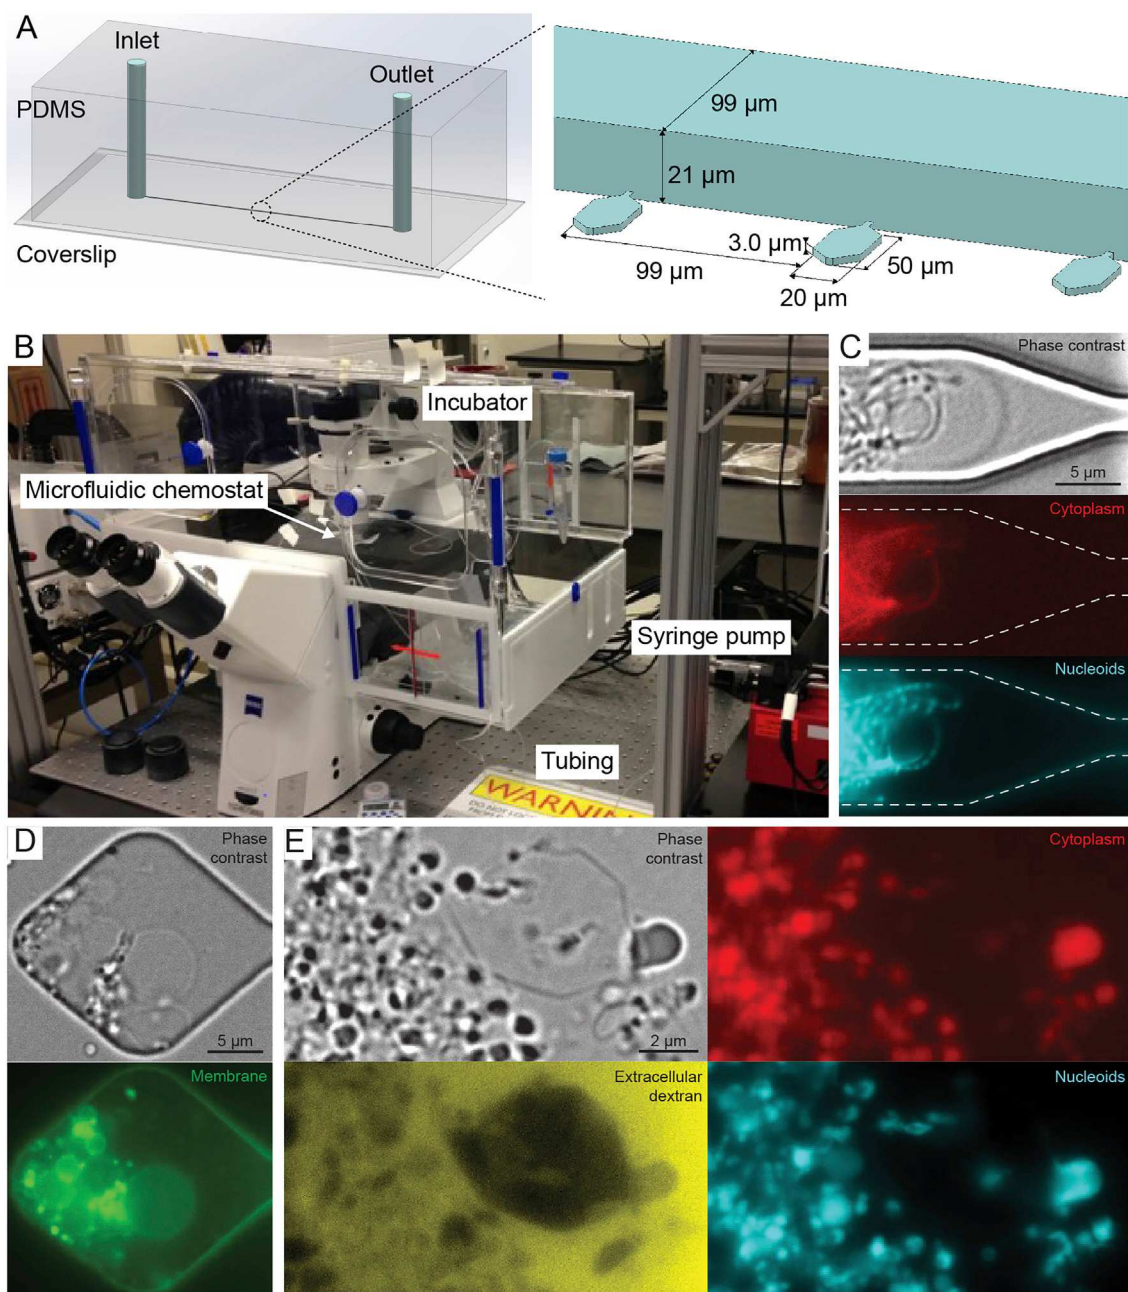 A
Inlet
Outlet
PDMS
Coverslip
99 µm
21 µm
3.0 µm
99 µm
50 µm
20 µm
B
Incubator
Microfluidic chemostat
Syringe pump
Tubing
WARNIN
ZEISS
C
Phase contrast
5 µm
Cytoplasm
Nucleoids
D
Phase
contrast
5 µm
Membrane
E
Phase
contrast
2 µm
Cytoplasm
Extracellular
dextran
Nucleoids